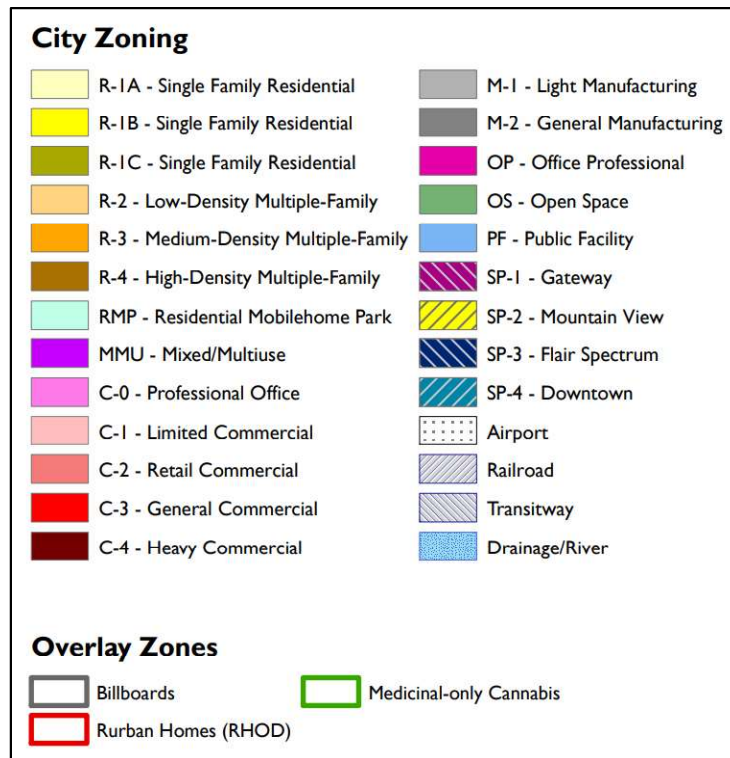 City Zoning
R-1A - Single Family Residential
R-1B - Single Family Residential
R-1C - Single Family Residential
R-2 - Low-Density Multiple-Family
R-3 - Medium-Density Multiple-Family
R-4 - High-Density Multiple-Family
RMP - Residential Mobilehome Park
MMU - Mixed/Multiuse
C-0 - Professional Office
C-1 - Limited Commercial
C-2 - Retail Commercial
C-3 - General Commercial
C-4 - Heavy Commercial
M-1 - Light Manufacturing
M-2 - General Manufacturing
OP - Office Professional
OS - Open Space
PF - Public Facility
SP-1 - Gateway
SP-2 - Mountain View
SP-3 - Flair Spectrum
SP-4 - Downtown
Airport
Railroad
Transitway
Drainage/River
Overlay Zones
Billboards
Rurban Homes (RHOD)
Medicinal-only Cannabis